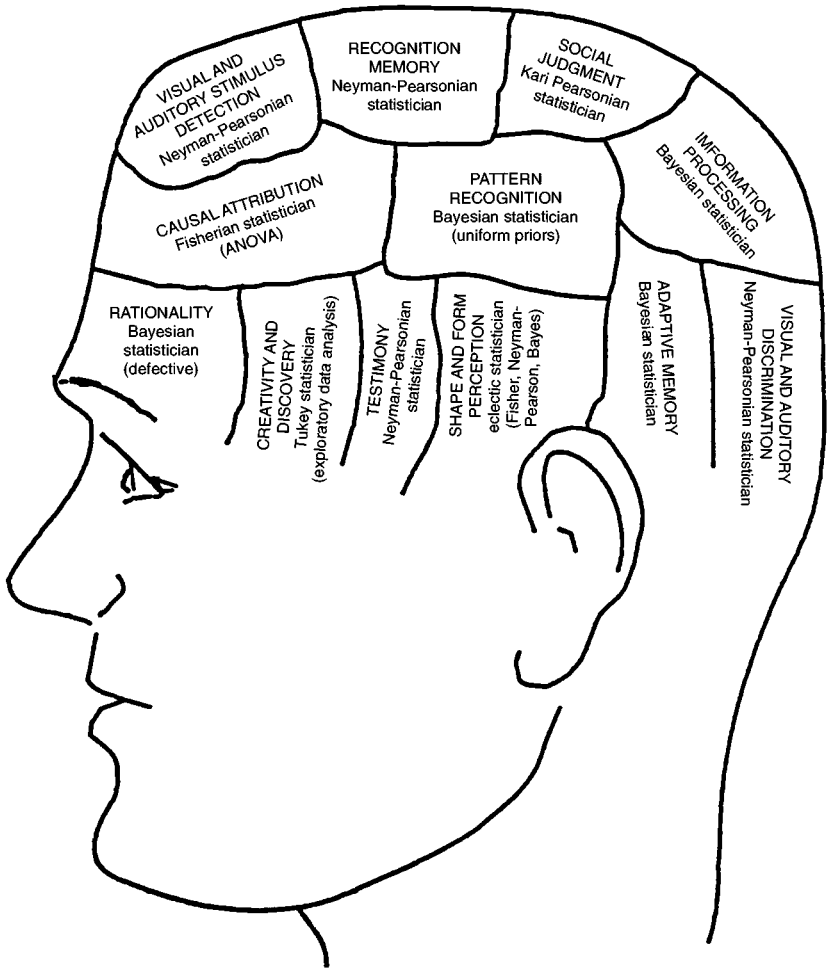 VISUAL AND
AUDITORY STIMULUS
DETECTION
Neyman-Pearsonian
statistician
RECOGNITION
MEMORY
Neyman-Pearsonian
statistician
SOCIAL
JUDGMENT
Kari Pearsonian
statistician
IMFORMATION
PROCESSING
Bayesian statistician
CAUSAL ATTRIBUTION
Fisherian statistician
(ANOVA)
PATTERN
RECOGNITION
Bayesian statistician
(uniform priors)
RATIONALITY
Bayesian
statistician
(defective)
CREATIVITY AND
DISCOVERY
Tukey statistician
(exploratory data analysis)
TESTIMONY
Neyman-Pearsonian
statistician
SHAPE AND FORM
PERCEPTION
eclectic statistician
(Fisher, Neyman-
Pearson, Bayes)
ADAPTIVE MEMORY
Bayesian statistician
VISUAL AND AUDITORY
DISCRIMINATION
Neyman-Pearsonian statistician